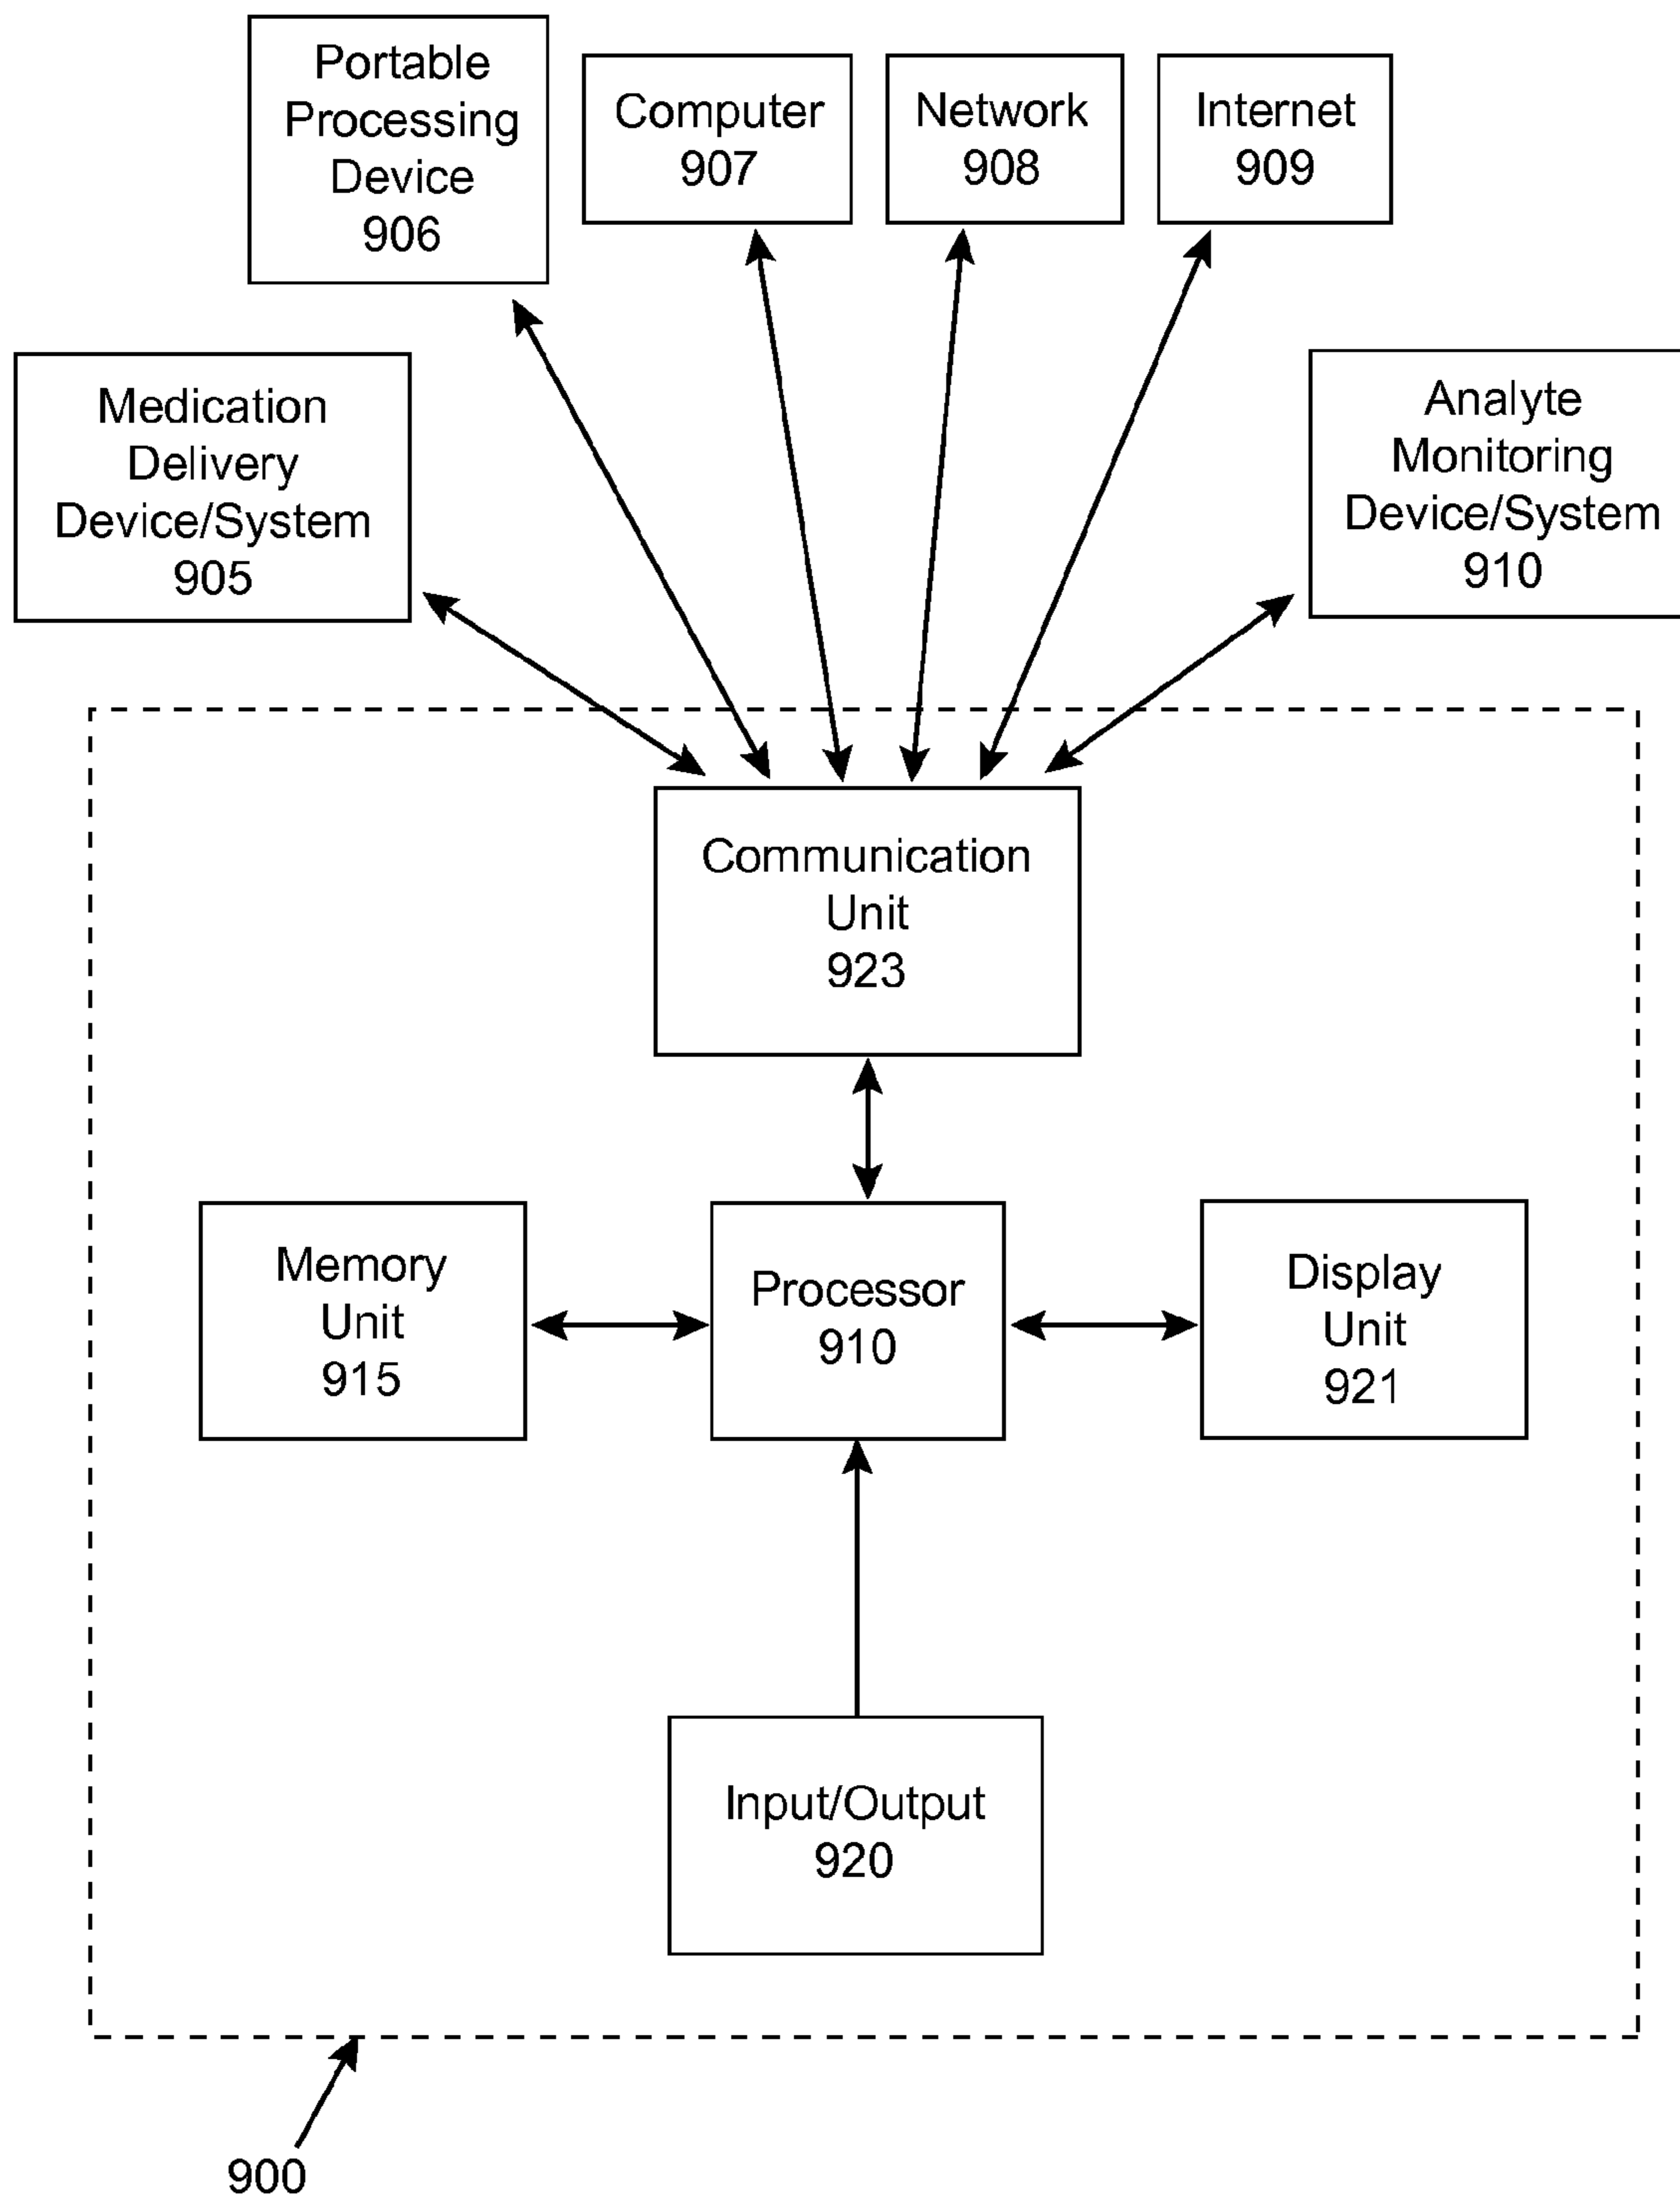 Portable
Processing
Device
906
Computer
907
Network
908
Internet
909
Medication
Delivery
Device/System
905
Analyte
Monitoring
Device/System
910
Communication
Unit
923
Memory
Unit
915
Processor
910
Display
Unit
921
Input/Output
920
900